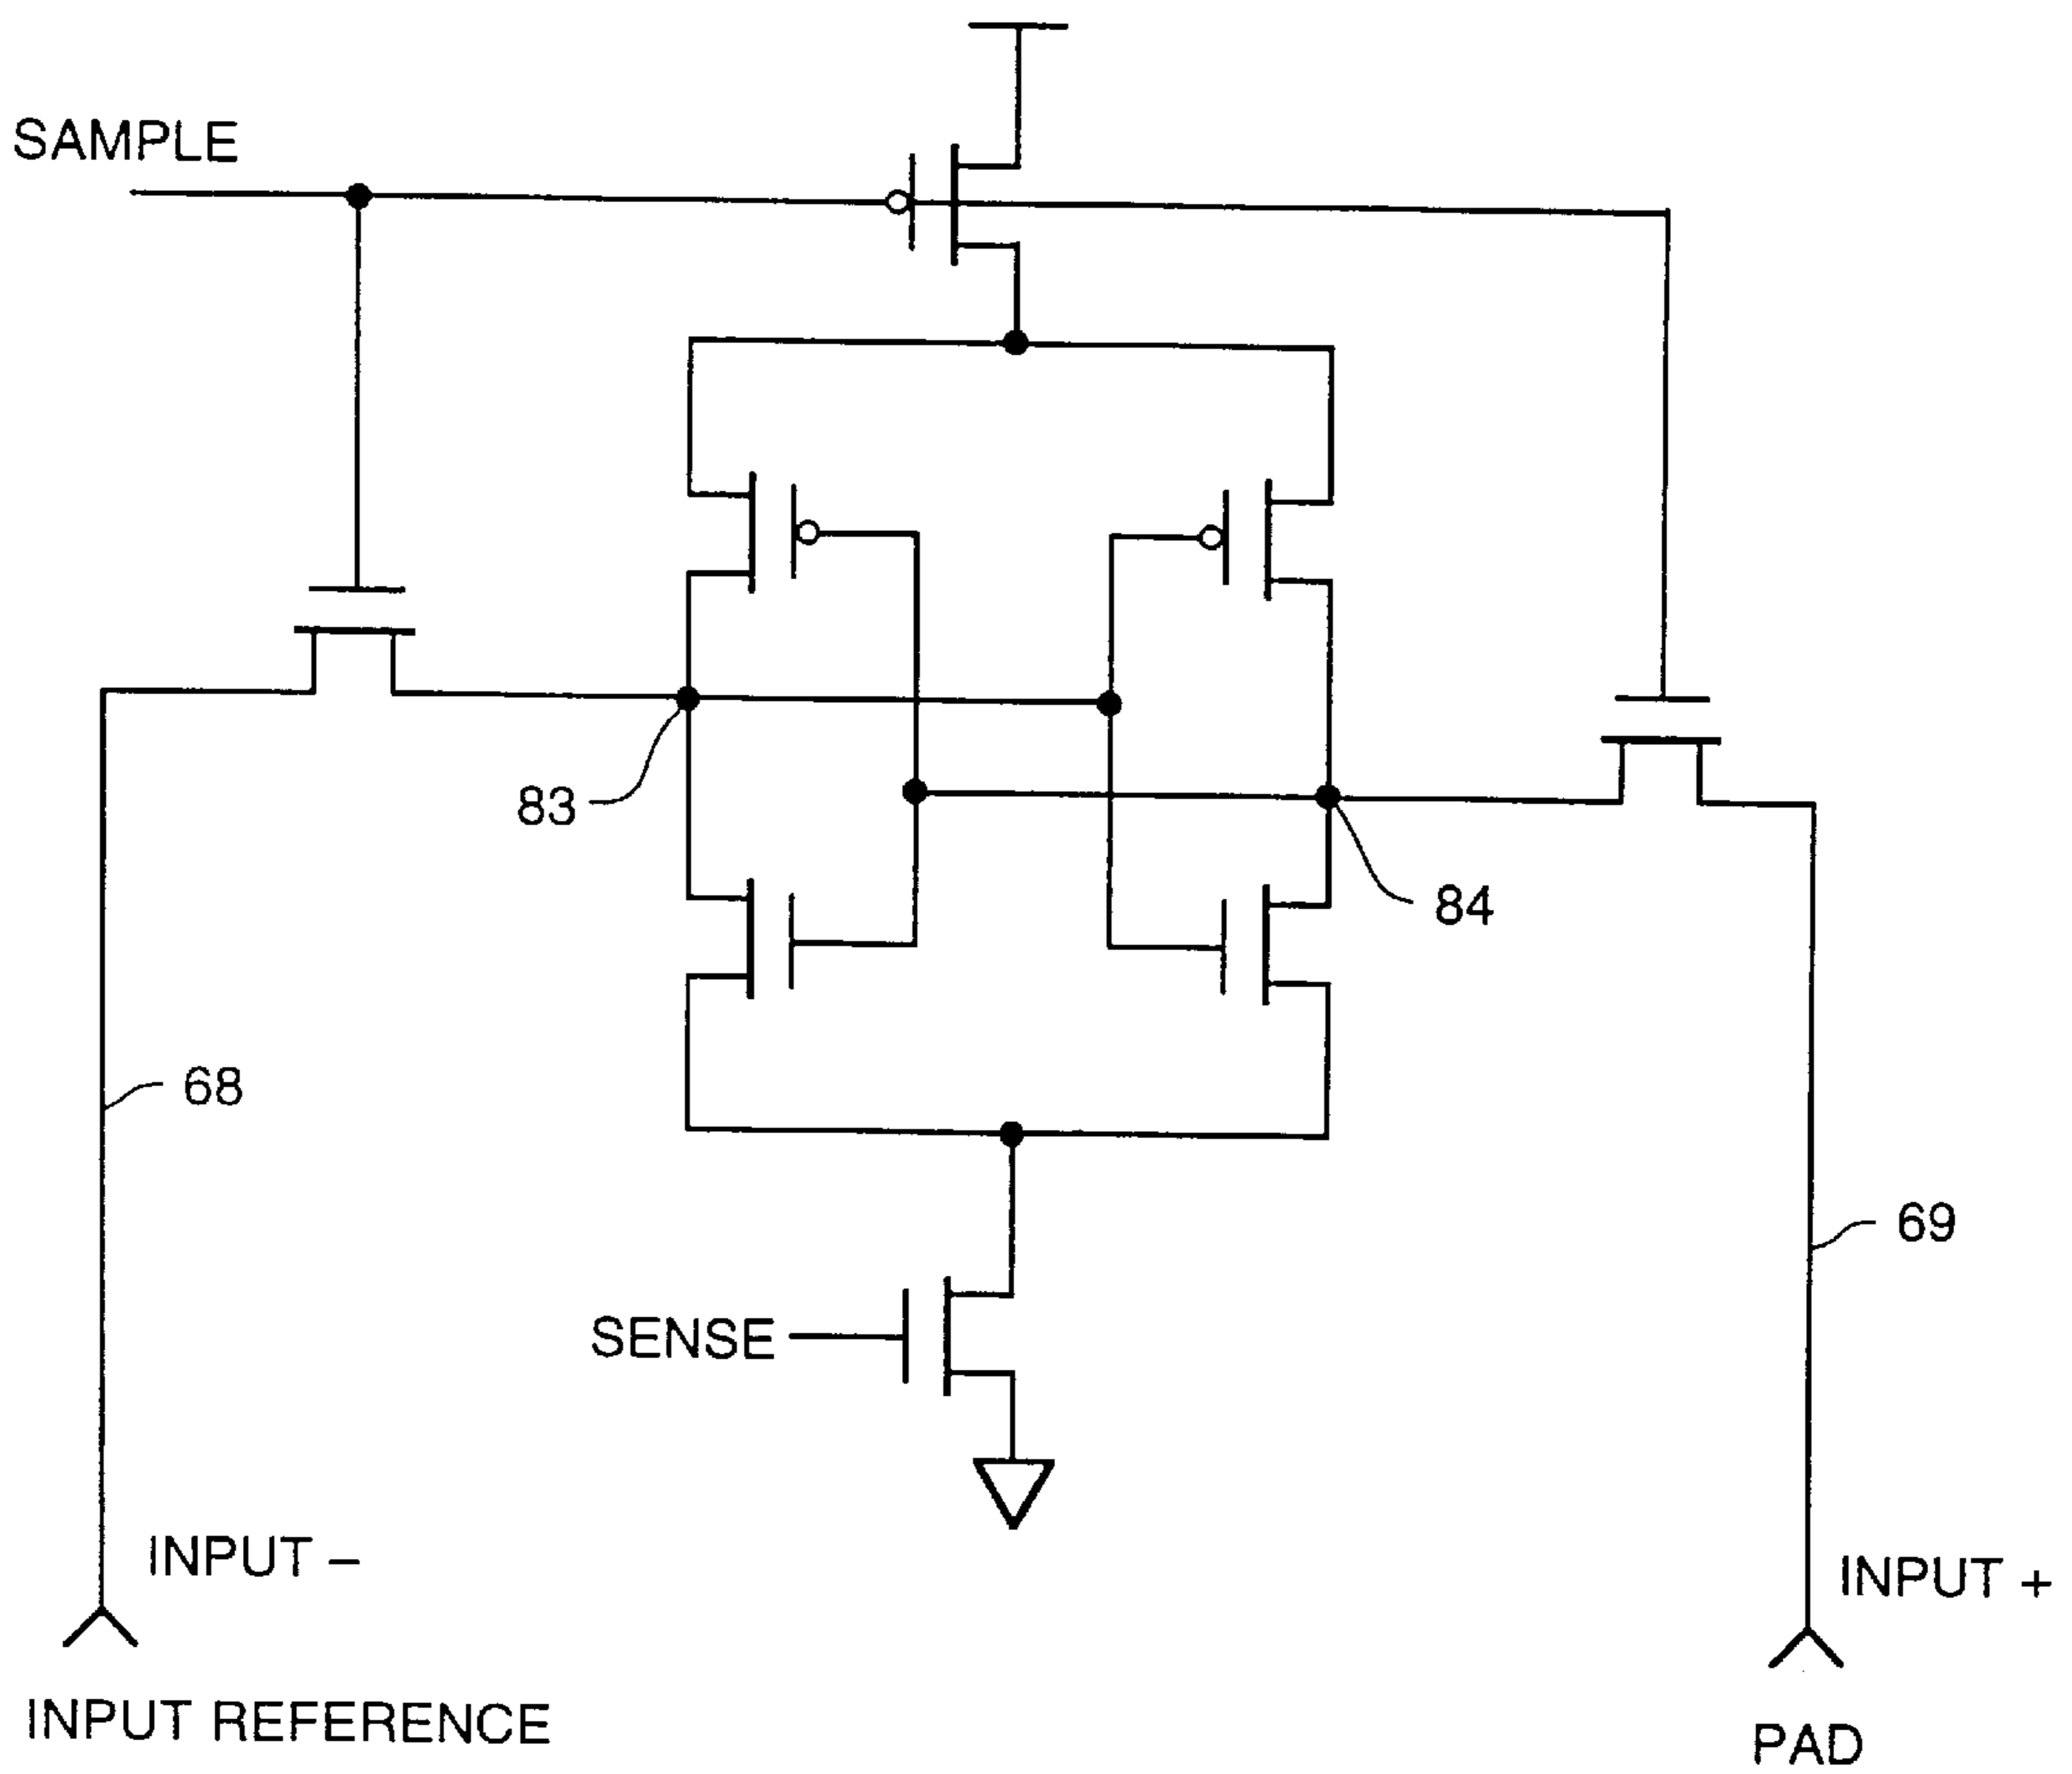 SAMPLE
83
84
68
69
SENSE
INPUT –
INPUT +
INPUT REFERENCE
PAD